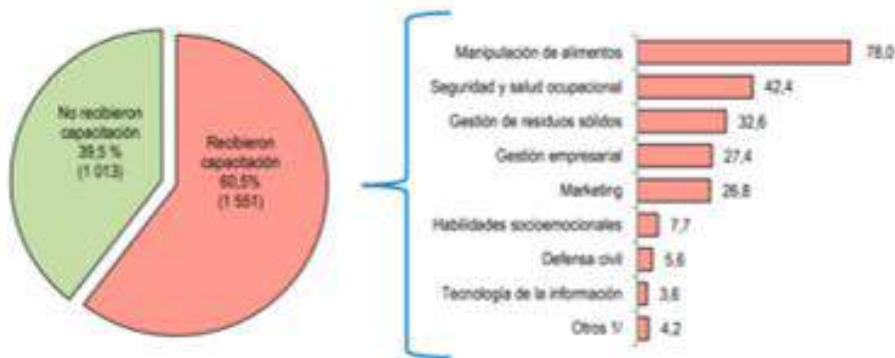 No recibieron
capacitación
39,5 %
(1 013)
Recibieron
capacitación
60,5%
(1 551)
Manipulación de alimentos 78,0
Seguridad y salud ocupacional 42,4
Gestión de residuos sólidos 32,6
Gestión empresarial 27,4
Marketing 26,8
Habilidades socioemocionales 7,7
Defensa civil 5,6
Tecnología de la información 3,6
Otros 1/ 4,2